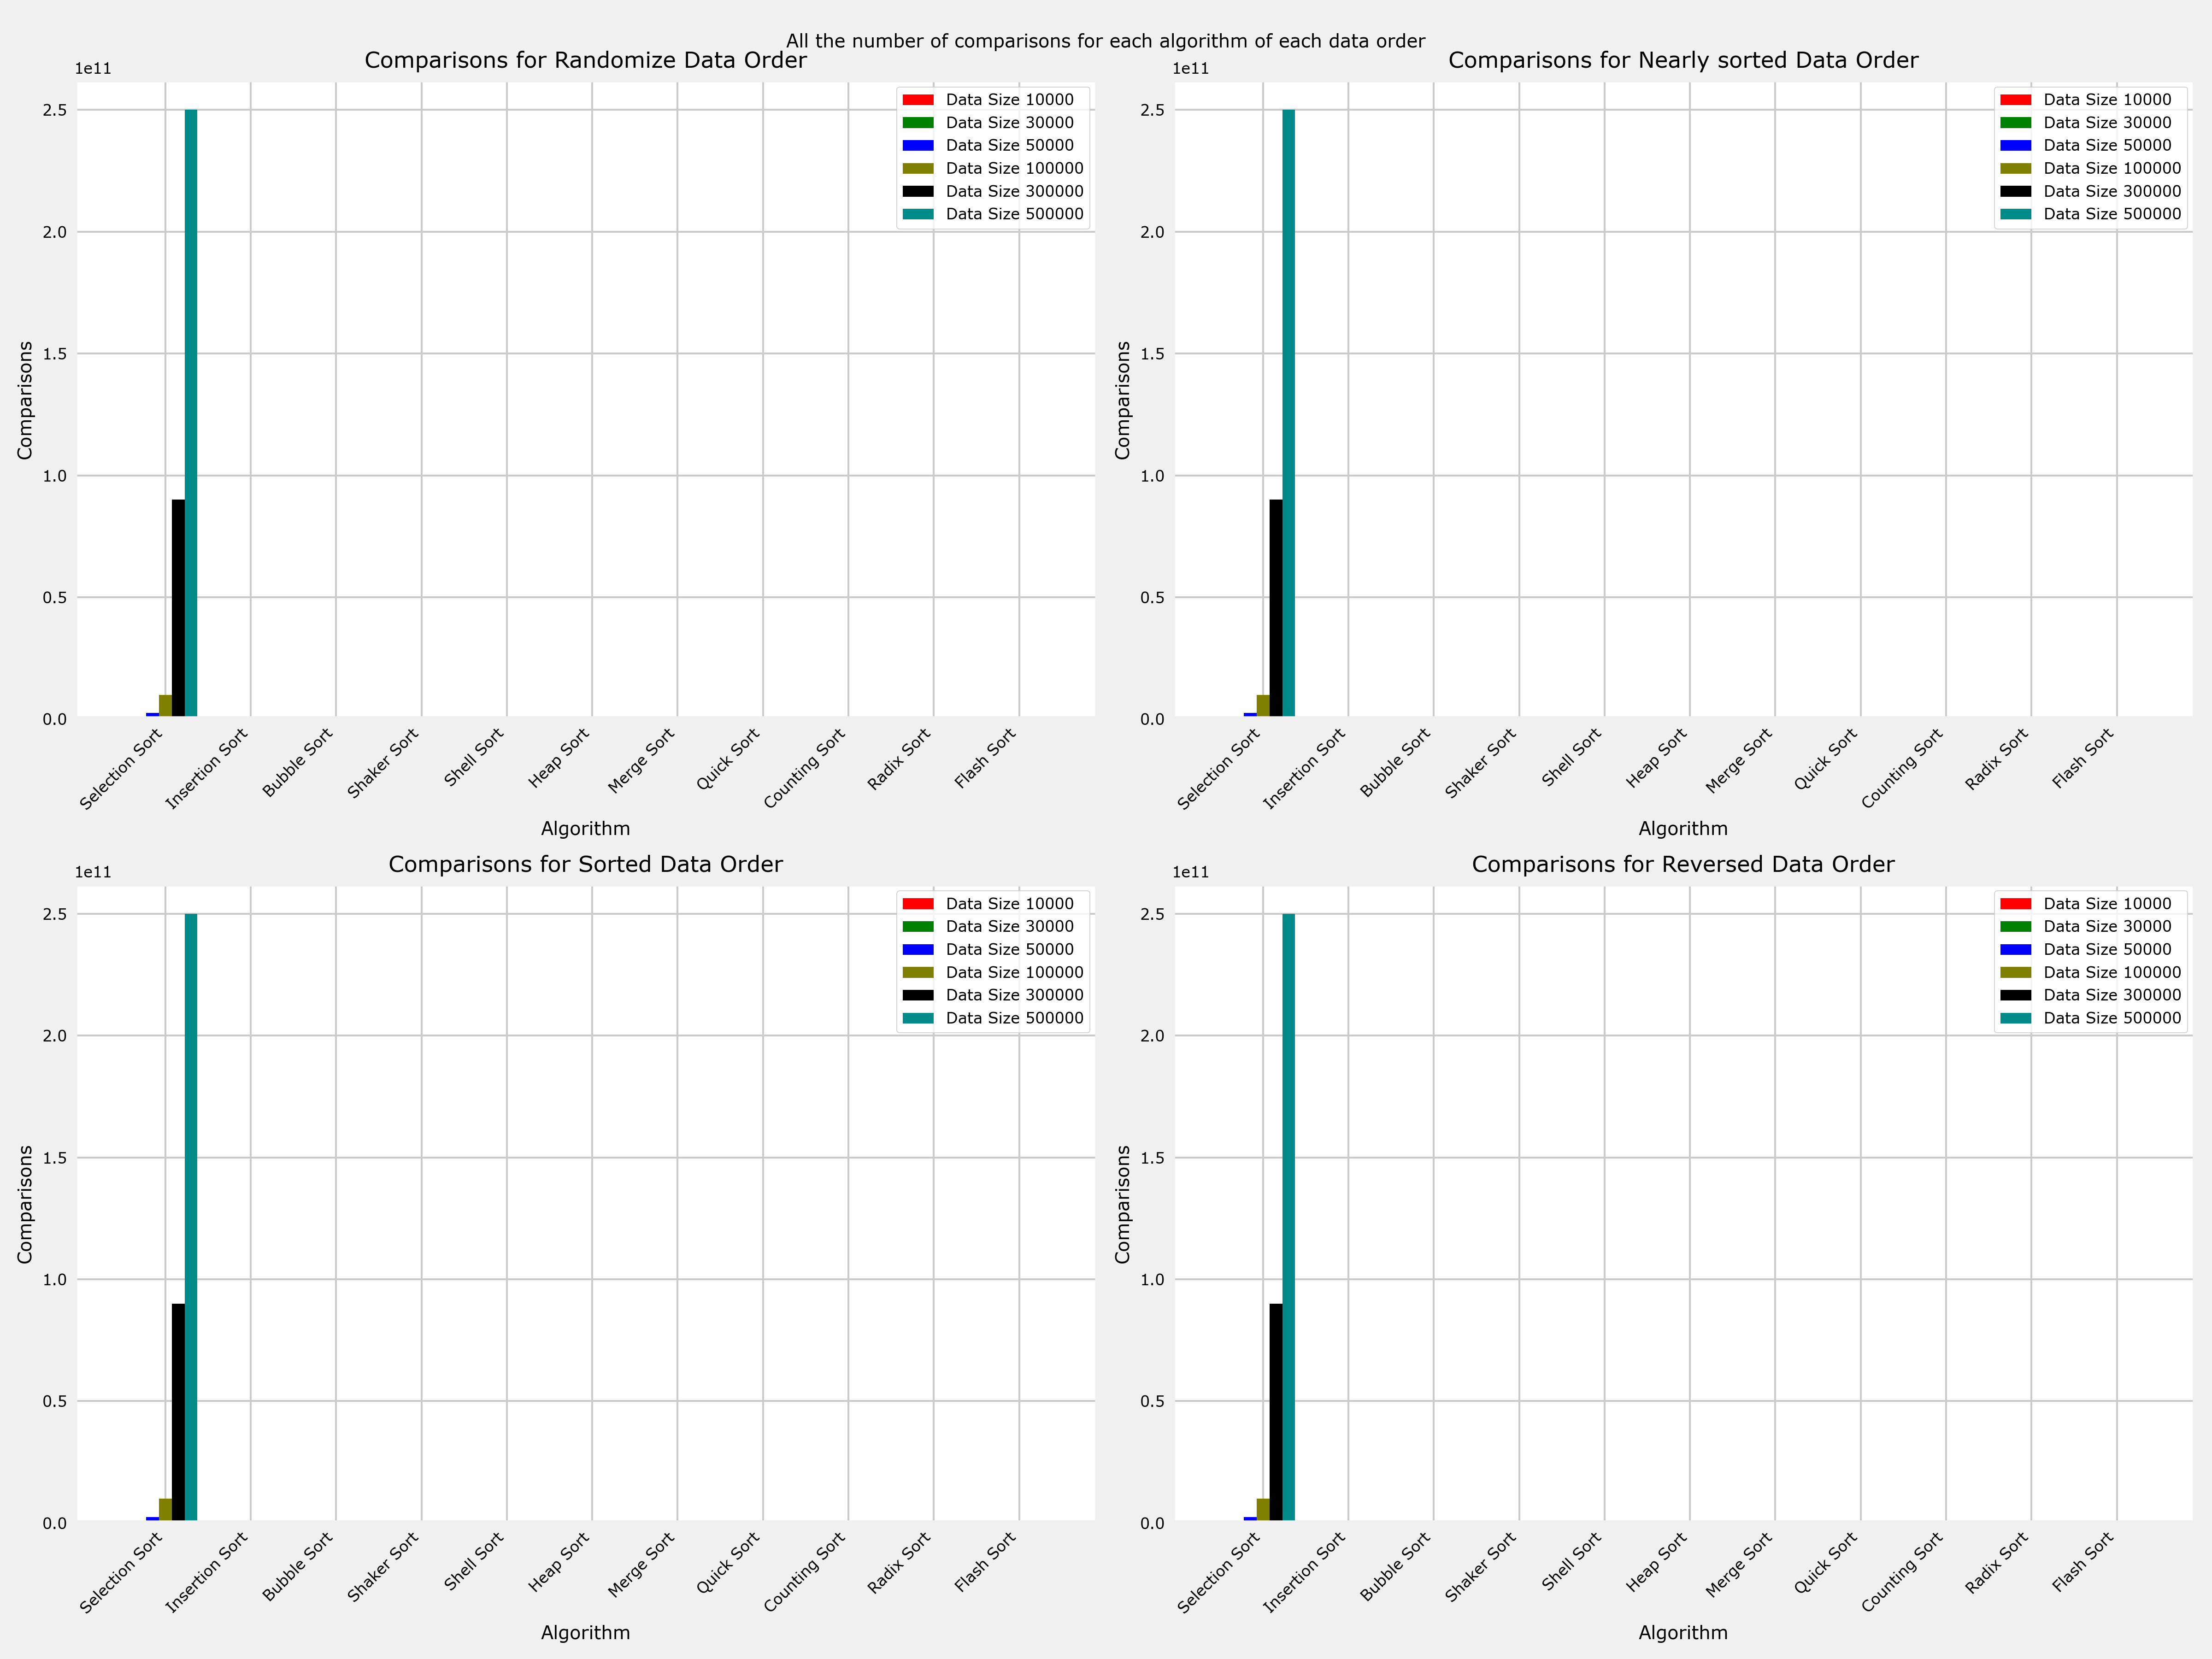 All the number of comparisons for each algorithm of each data order
Comparisons for Randomize Data Order
1e11
2.5
2.0
1.5
1.0
0.5
0.0
Comparisons
Data Size 10000
Data Size 30000
Data Size 50000
Data Size 100000
Data Size 300000
Data Size 500000
Selection Sort
Insertion Sort
Bubble Sort
Shaker Sort
Shell Sort
Heap Sort
Merge Sort
Quick Sort
Counting Sort
Radix Sort
Flash Sort
Algorithm
Comparisons for Nearly sorted Data Order
1e11
2.5
2.0
1.5
1.0
0.5
0.0
Comparisons
Data Size 10000
Data Size 30000
Data Size 50000
Data Size 100000
Data Size 300000
Data Size 500000
Selection Sort
Insertion Sort
Bubble Sort
Shaker Sort
Shell Sort
Heap Sort
Merge Sort
Quick Sort
Counting Sort
Radix Sort
Flash Sort
Algorithm
Comparisons for Sorted Data Order
1e11
2.5
2.0
1.5
1.0
0.5
0.0
Comparisons
Data Size 10000
Data Size 30000
Data Size 50000
Data Size 100000
Data Size 300000
Data Size 500000
Selection Sort
Insertion Sort
Bubble Sort
Shaker Sort
Shell Sort
Heap Sort
Merge Sort
Quick Sort
Counting Sort
Radix Sort
Flash Sort
Algorithm
Comparisons for Reversed Data Order
1e11
2.5
2.0
1.5
1.0
0.5
0.0
Comparisons
Data Size 10000
Data Size 30000
Data Size 50000
Data Size 100000
Data Size 300000
Data Size 500000
Selection Sort
Insertion Sort
Bubble Sort
Shaker Sort
Shell Sort
Heap Sort
Merge Sort
Quick Sort
Counting Sort
Radix Sort
Flash Sort
Algorithm